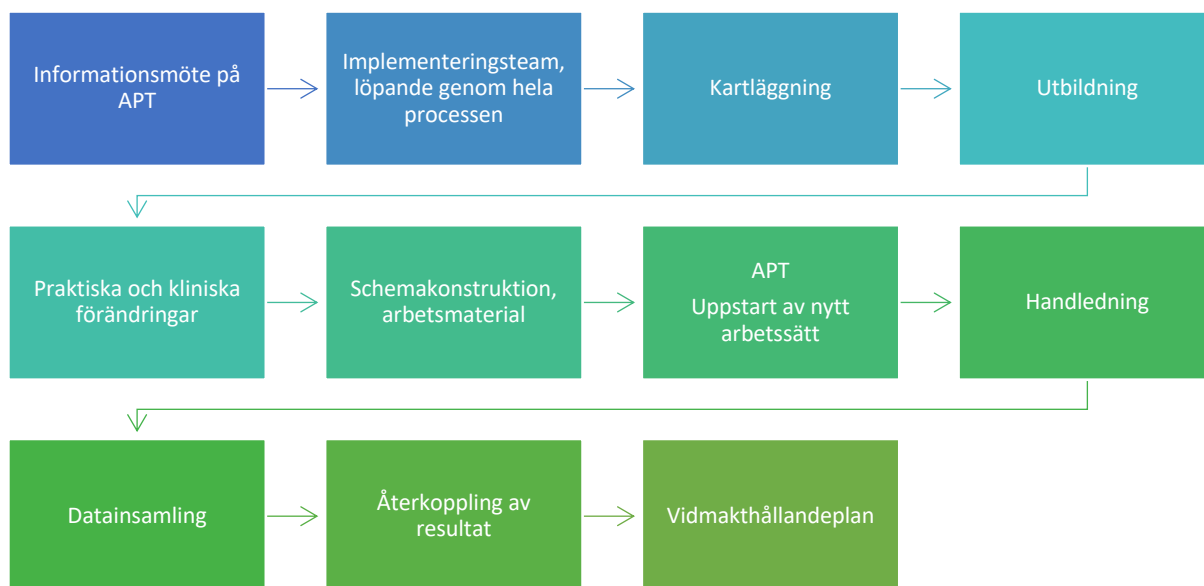 Informationsmöte på
APT
Implementeringsteam,
löpande genom hela
processen
Kartläggning
Utbildning
Praktiska och kliniska
förändringar
Schemakonstruktion,
arbetsmaterial
APT
Uppstart av nytt
arbetssätt
Handledning
Datainsamling
Återkoppling av
resultat
Vidmakthållandeplan